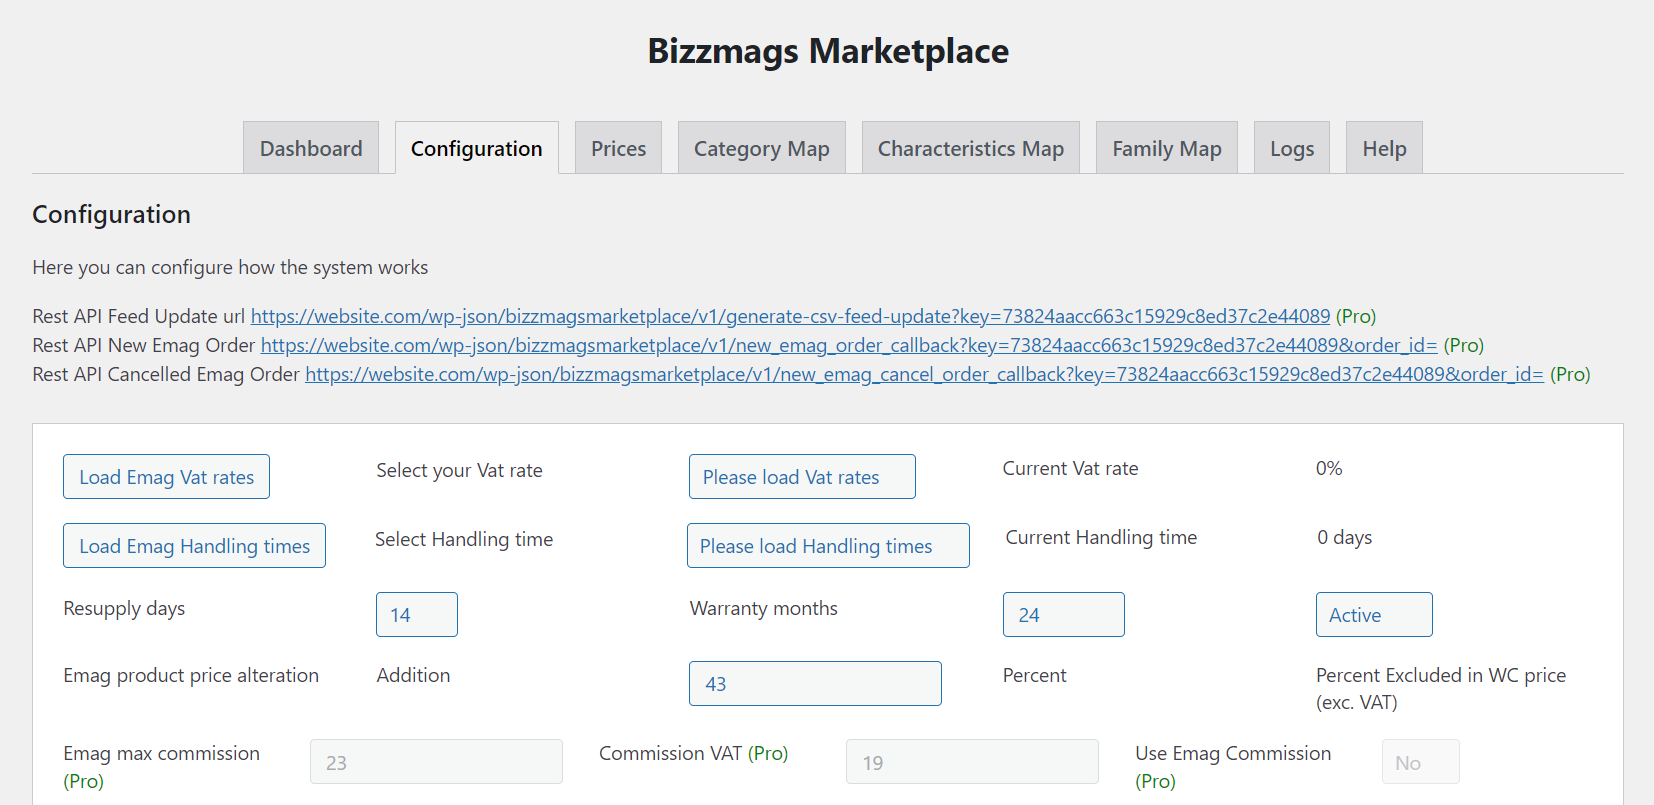 Bizzmags Marketplace
Dashboard Configuration Prices Category Map Characteristics Map Family Map Logs Help
Configuration
Here you can configure how the system works
Rest API Feed Update url https://website.com/wp-json/bizzmagsmarketplace/v1/generate-csv-feed-update?key=73824aacc663c15929c8ed37c2e44089 (Pro)
Rest API New Emag Order https://website.com/wp-json/bizzmagsmarketplace/v1/new_emag_order_callback?key=73824aacc663c15929c8ed37c2e44089&order_id= (Pro)
Rest API Cancelled Emag Order https://website.com/wp-json/bizzmagsmarketplace/v1/new_emag_cancel_order_callback?key=73824aacc663c15929c8ed37c2e44089&order_id= (Pro)
Load Emag Vat rates Select your Vat rate Please load Vat rates Current Vat rate 0%
Load Emag Handling times Select Handling time Please load Handling times Current Handling time 0 days
Resupply days 14 Warranty months 24 Active
Emag product price alteration Addition 43 Percent Percent Excluded in WC price
(exc. VAT)
Emag max commission 23 Commission VAT (Pro) 19 Use Emag Commission No
(Pro) (Pro)